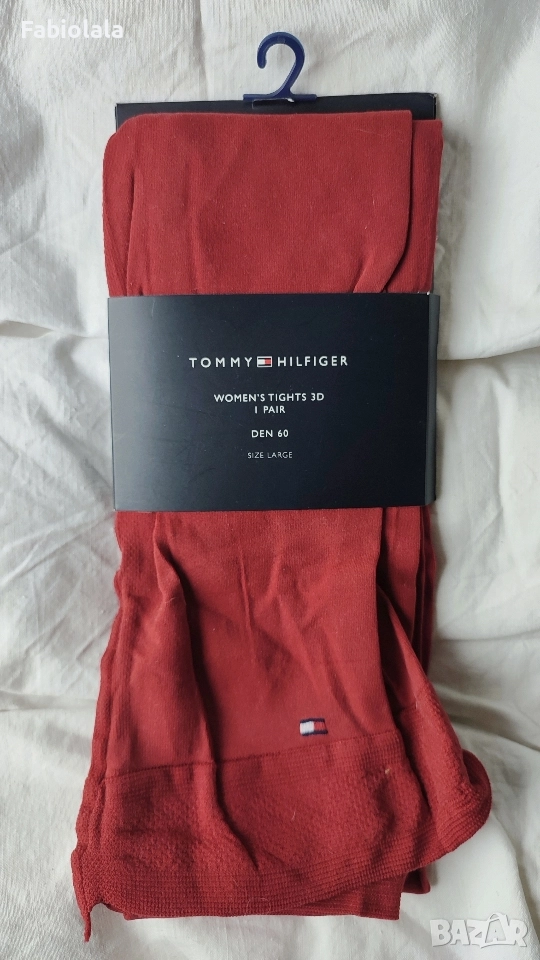 Fabiolala
TOMMY HILFIGER
WOMEN'S TIGHTS 3D
1 PAIR
DEN 60
SIZE LARGE
BAZAR